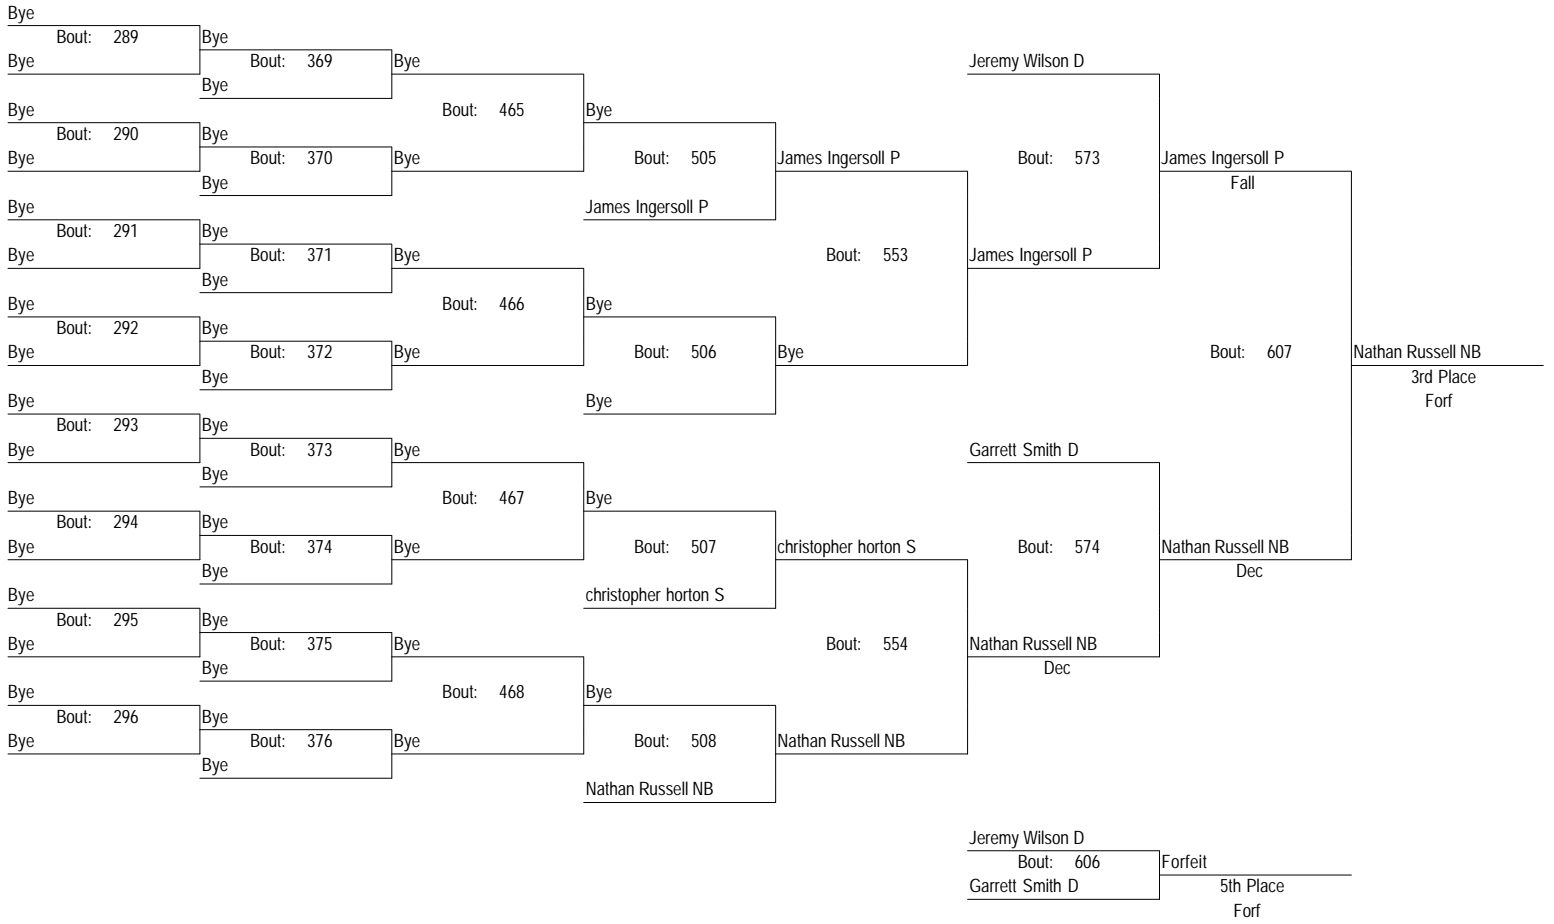 Bye
Bout: 289 Bye
Bye Bout: 369 Bye Jeremy Wilson D
Bye
Bye Bout: 465 Bye
Bout: 290 Bye
Bye Bout: 370 Bye Bout: 505 James Ingersoll P Bout: 573 James Ingersoll P
Bye Fall
Bye James Ingersoll P
Bout: 291 Bye
Bye Bout: 371 Bye Bout: 553 James Ingersoll P
Bye
Bye Bout: 466 Bye
Bout: 292 Bye
Bye Bout: 372 Bye Bout: 506 Bye Bout: 607 Nathan Russell NB
Bye 3rd Place
Bye Bye Forf
Bout: 293 Bye
Bye Bout: 373 Bye Garrett Smith D
Bye
Bye Bout: 467 Bye
Bout: 294 Bye
Bye Bout: 374 Bye Bout: 507 christopher horton S Bout: 574 Nathan Russell NB
Bye Dec
Bye christopher horton S
Bout: 295 Bye
Bye Bout: 375 Bye Bout: 554 Nathan Russell NB
Bye Dec
Bye Bout: 468 Bye
Bout: 296 Bye
Bye Bout: 376 Bye Bout: 508 Nathan Russell NB
Bye
Nathan Russell NB
Jeremy Wilson D
Bout: 606 Forfeit
Garrett Smith D 5th Place
Forf